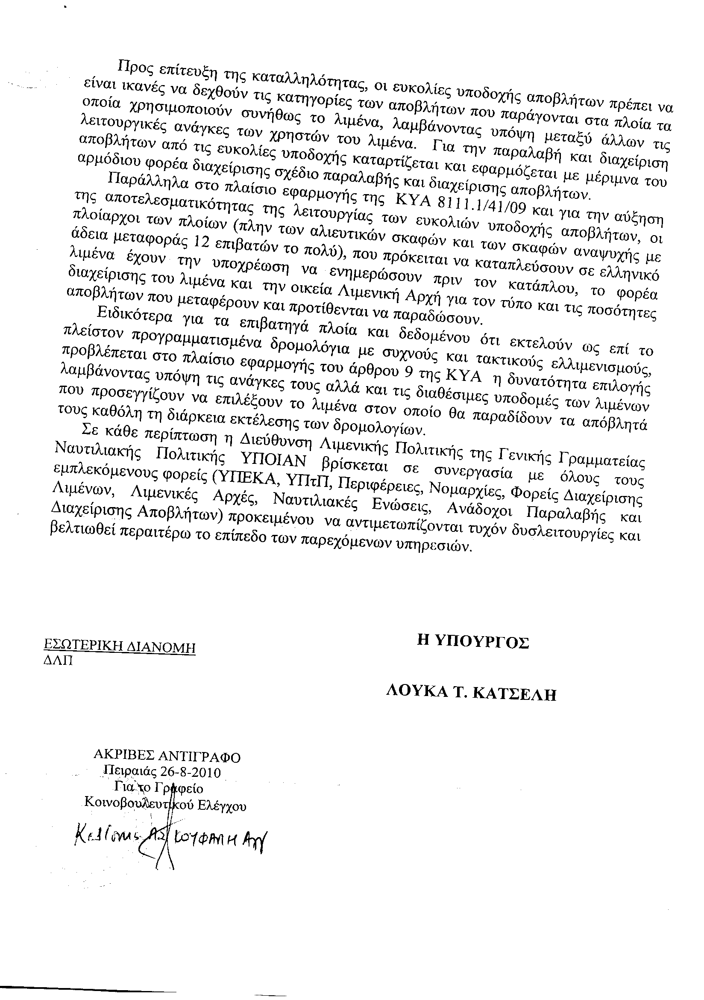 Προς επίτευξη της καταλληλότητας, οι ευκολίες υποδοχής αποβλήτων πρέπει να
είναι ικανές να δεχθούν τις κατηγορίες των αποβλήτων που παράγονται στα πλοία τα
οποία χρησιμοποιούν συνήθως το λιμένα, λαμβάνοντας υπόψη μεταξύ άλλων τις
λειτουργικές ανάγκες των χρηστών του λιμένα. Για την παραλαβή και διαχείριση
αποβλήτων από τις ευκολίες υποδοχής καταρτίζεται και εφαρμόζεται με μέριμνα του
αρμόδιου φορέα διαχείρισης σχέδιο παραλαβής και διαχείρισης αποβλήτων.
Παράλληλα στο πλαίσιο εφαρμογής της ΚΥΑ 8111.1/41/09 και για την αύξηση
της αποτελεσματικότητας της λειτουργίας των ευκολιών υποδοχής αποβλήτων, οι
πλοίαρχοι των πλοίων (πλην των αλιευτικών σκαφών και των σκαφών αναψυχής με
άδεια μεταφοράς 12 επιβατών το πολύ), που πρόκειται να καταπλεύσουν σε ελληνικό
λιμένα έχουν την υποχρέωση να ενημερώσουν πριν τον κατάπλου, το φορέα
διαχείρισης του λιμένα και την οικεία Λιμενική Αρχή για τον τύπο και τις ποσότητες
αποβλήτων που μεταφέρουν και προτίθενται να παραδώσουν.
Ειδικότερα για τα επιβατηγά πλοία και δεδομένου ότι εκτελούν ως επί το
πλείστον προγραμματισμένα δρομολόγια με συχνούς και τακτικούς ελλιμενισμούς,
προβλέπεται στο πλαίσιο εφαρμογής του άρθρου 9 της ΚΥΑ η δυνατότητα επιλογής
λαμβάνοντας υπόψη τις ανάγκες τους αλλά και τις διαθέσιμες υποδομές των λιμένων
που προσεγγίζουν να επιλέξουν το λιμένα στον οποίο θα παραδίδουν τα απόβλητά
τους καθόλη τη διάρκεια εκτέλεσης των δρομολογίων.
Σε κάθε περίπτωση η Διεύθυνση Λιμενικής Πολιτικής της Γενικής Γραμματείας
Ναυτιλιακής Πολιτικής ΥΠΟΙΑΝ βρίσκεται σε συνεργασία με όλους τους
εμπλεκόμενους φορείς (ΥΠΕΚΑ, ΥΠτΠ, Περιφέρειες, Νομαρχίες, Φορείς Διαχείρισης
Λιμένων, Λιμενικές Αρχές, Ναυτιλιακές Ενώσεις, Ανάδοχοι Παραλαβής και
Διαχείρισης Αποβλήτων) προκειμένου να αντιμετωπίζονται τυχόν δυσλειτουργίες και
βελτιωθεί περαιτέρω το επίπεδο των παρεχόμενων υπηρεσιών.
Η ΥΠΟΥΡΓΟΣ
ΕΣΩΤΕΡΙΚΗ ΔΙΑΝΟΜΗ
ΔΛΠ
ΛΟΥΚΑ Τ. ΚΑΤΣΕΛΗ
ΑΚΡΙΒΕΣ ΑΝΤΙΓΡΑΦΟ
Πειραιάς 26-8-2010
Για το Γραφείο
Κοινοβουλευτικού Ελέγχου